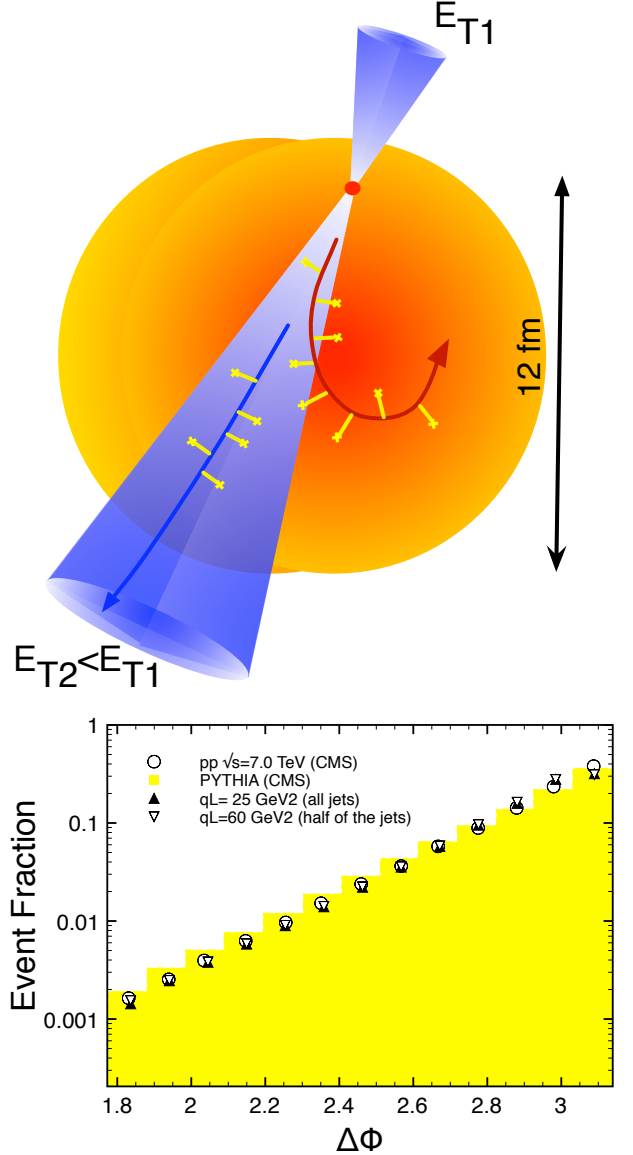 E_T1
12 fm
E_T2<E_T1
pp √s=7.0 TeV (CMS)
PYTHIA (CMS)
qL= 25 GeV2 (all jets)
qL=60 GeV2 (half of the jets)
1
0.1
0.01
0.001
Event Fraction
1.8 2 2.2 2.4 2.6 2.8 3
ΔΦ